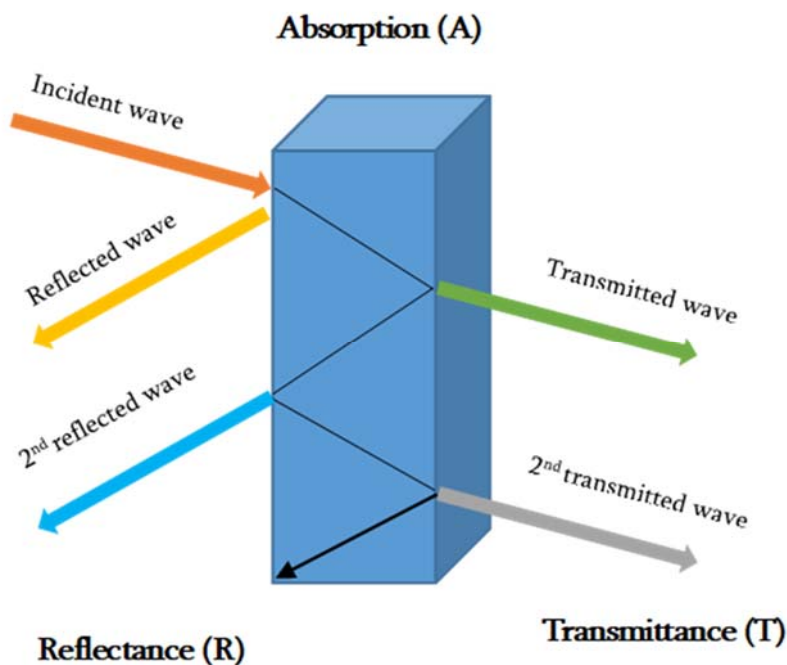 Absorption (A)
Incident wave
Reflected wave
Transmitted wave
2nd reflected wave
2nd transmitted wave
Reflectance (R)
Transmittance (T)